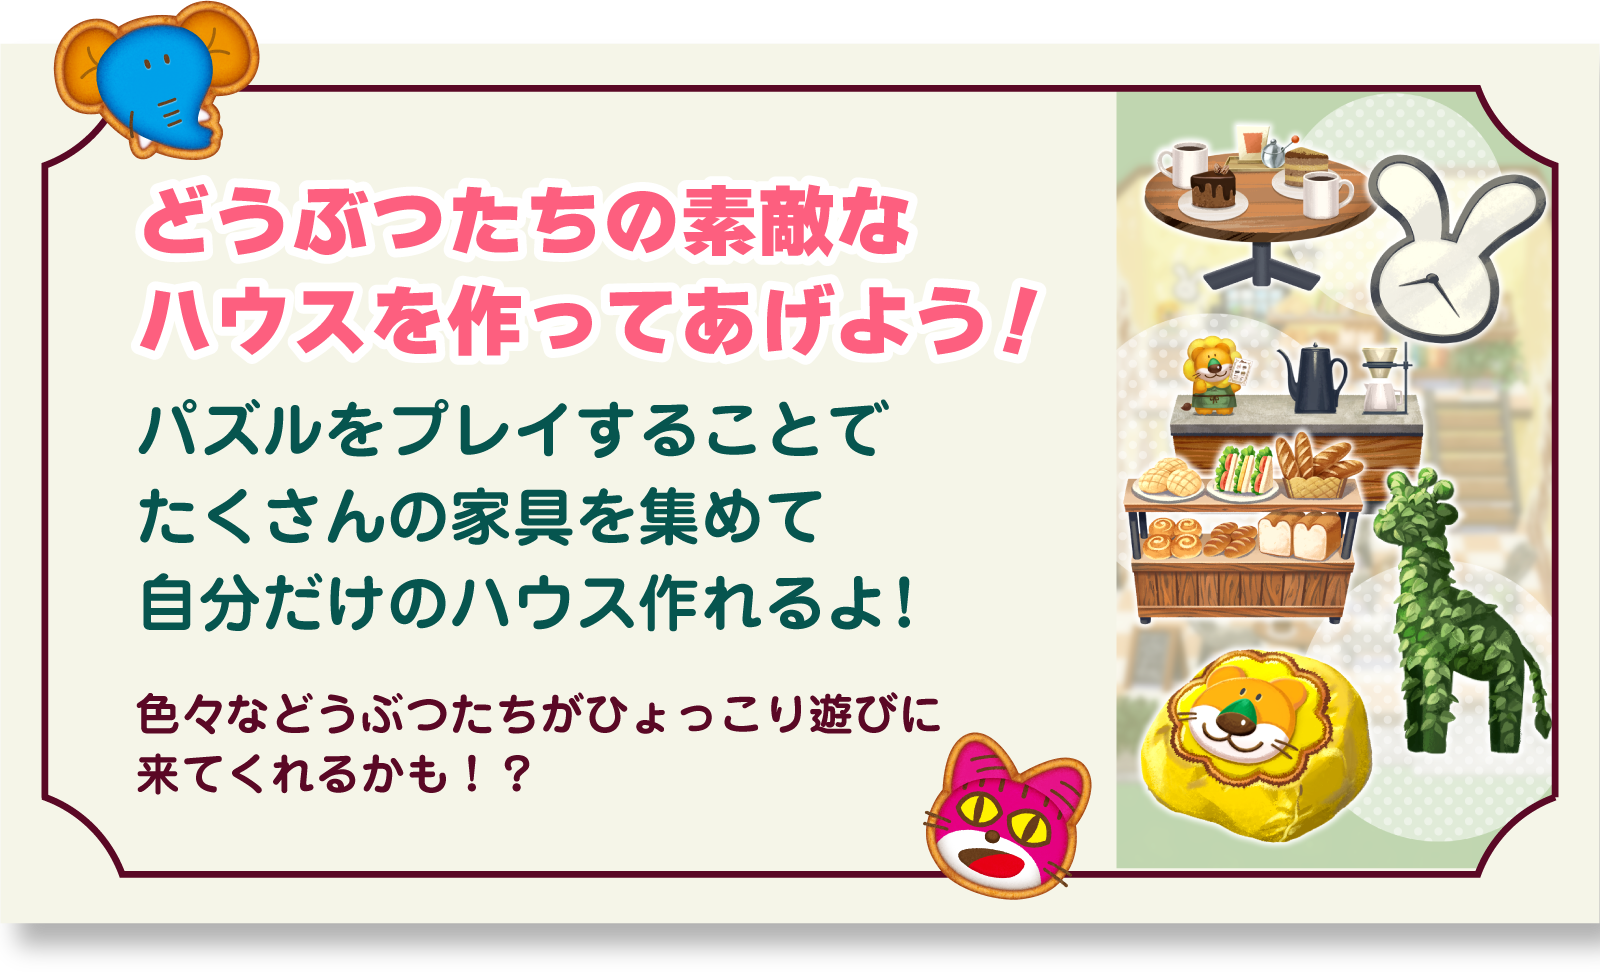 どうぶつたちの素敵な
ハウスを作ってあげよう！
パズルをプレイすることで
たくさんの家具を集めて
自分だけのハウス作れるよ！
色々などうぶつたちがひょっこり遊びに
来てくれるかも！？